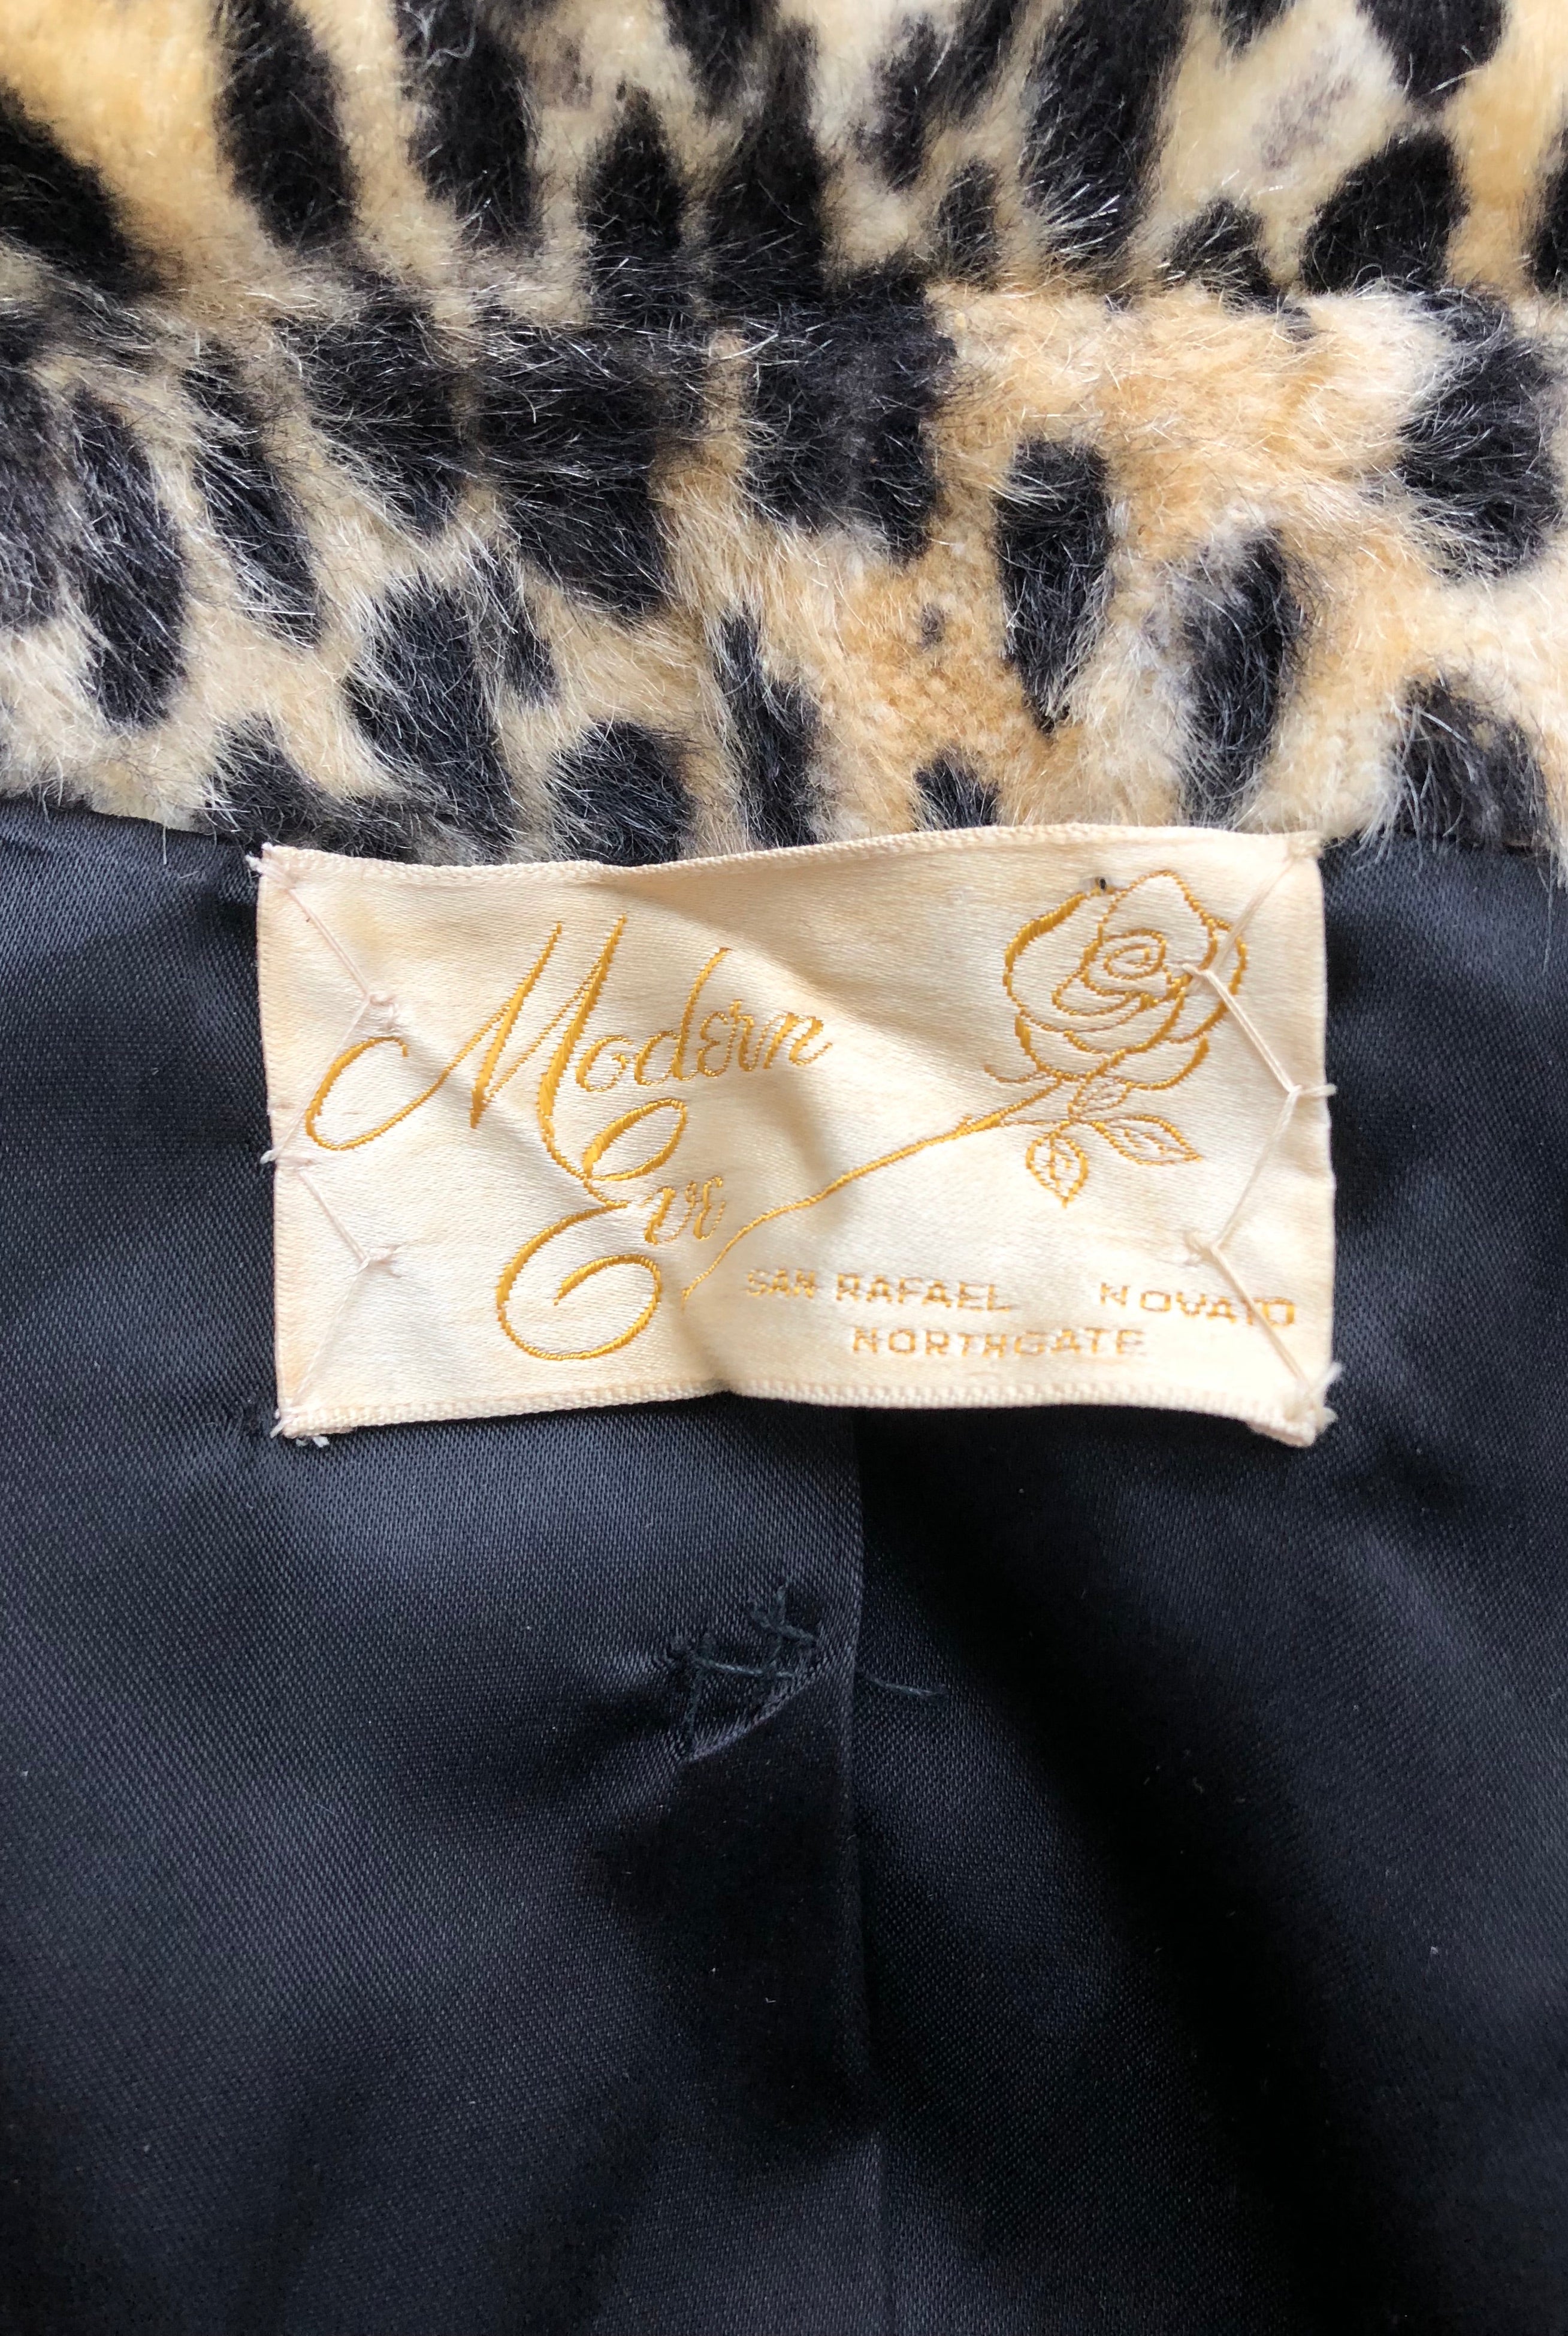 Modern
Eve
SAN RAFAEL NOVATO
NORTHGATE